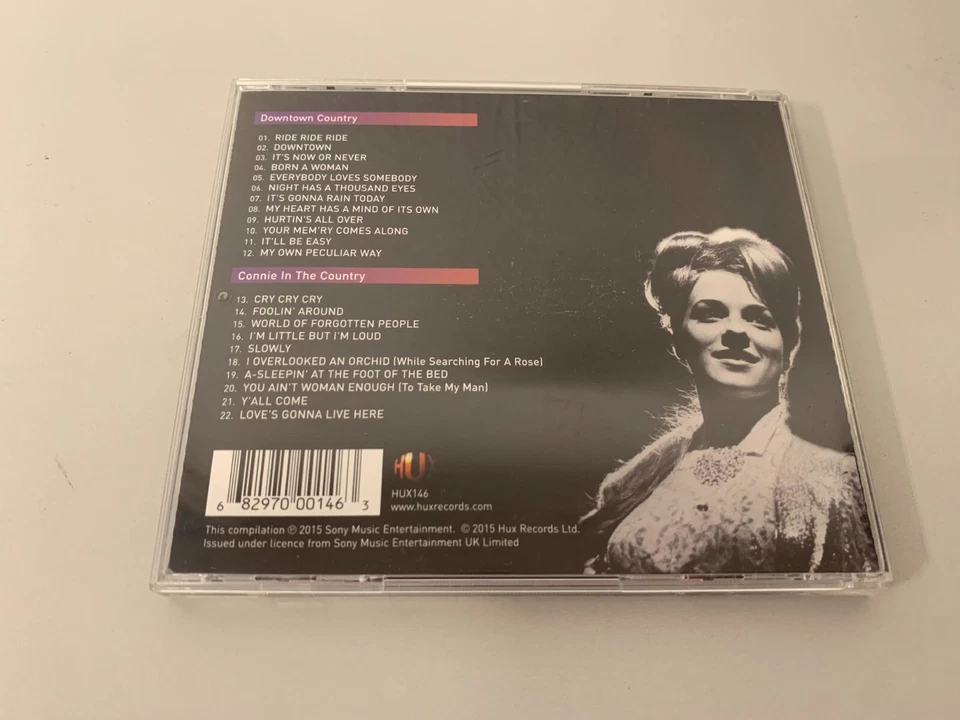 Downtown Country
01. RIDE RIDE RIDE
02. DOWNTOWN
03. IT'S NOW OR NEVER
04. BORN A WOMAN
05. EVERYBODY LOVES SOMEBODY
06. NIGHT HAS A THOUSAND EYES
07. IT'S GONNA RAIN TODAY
08. MY HEART HAS A MIND OF ITS OWN
09. HURTIN'S ALL OVER
10. YOUR MEM'RY COMES ALONG
11. IT'LL BE EASY
12. MY OWN PECULIAR WAY
Connie In The Country
13. CRY CRY CRY
14. FOOLIN' AROUND
15. WORLD OF FORGOTTEN PEOPLE
16. I'M LITTLE BUT I'M LOUD
17. SLOWLY
18. I OVERLOOKED AN ORCHID (While Searching For A Rose)
19. A-SLEEPIN' AT THE FOOT OF THE BED
20. YOU AIN'T WOMAN ENOUGH (To Take My Man)
21. Y'ALL COME
22. LOVE'S GONNA LIVE HERE
6 82970 00146 3
HUX
HUX146
www.huxrecords.com
This compilation ℗ 2015 Sony Music Entertainment. © 2015 Hux Records Ltd.
Issued under licence from Sony Music Entertainment UK Limited